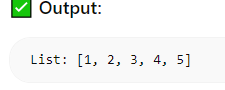 ✅ Output:
List: [1, 2, 3, 4, 5]